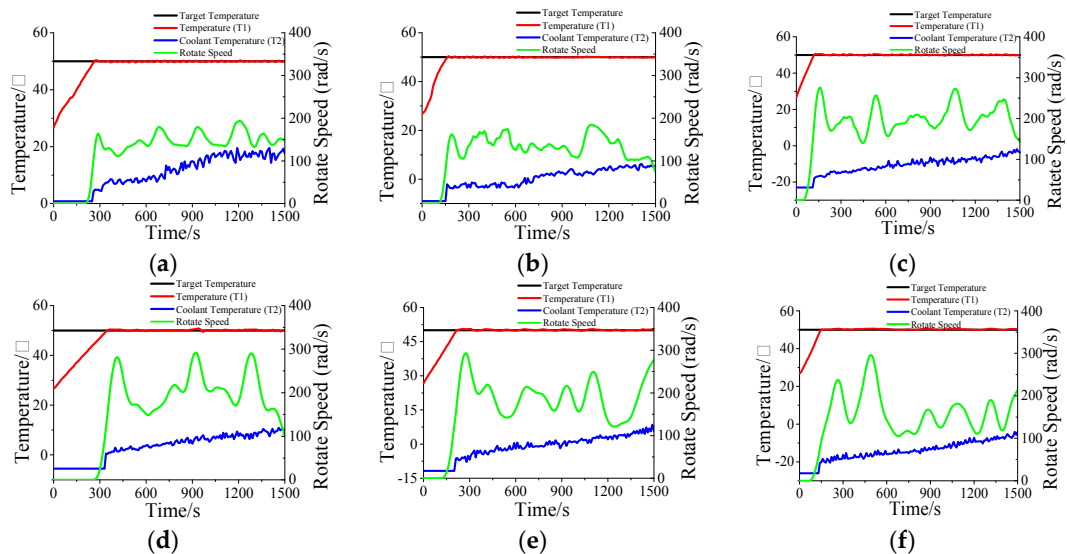 Target Temperature
Temperature (T1)
Coolant Temperature (T2)
Rotate Speed
60
50
40
30
20
10
0
400
300
200
100
0
0 300 600 900 1200 1500
Temperature/□
Rotate Speed (rad/s)
Time/s
(a)
Target Temperature
Temperature (T1)
Coolant Temperature (T2)
Rotate Speed
60
40
20
0
400
300
200
100
0
0 300 600 900 1200 1500
Temperature/□
Rotate Speed (rad/s)
Time/s
(b)
Target Temperature
Temperature (T1)
Coolant Temperature (T2)
Rotate Speed
60
40
20
0
-20
400
300
200
100
0
0 300 600 900 1200 1500
Temperature/□
Ratete Speed (rad/s)
Time/s
(c)
Target Temperature
Temperature (T1)
Coolant Temperature (T2)
Rotate Speed
60
40
20
0
400
300
200
100
0
0 300 600 900 1200 1500
Temperature/□
Rotate Speed (rad/s)
Time/s
(d)
Target Temperature
Temperature (T1)
Coolant Temperature (T2)
Rotate Speed
60
45
30
15
0
-15
400
300
200
100
0
0 300 600 900 1200 1500
Temperature/□
Rotate Speed (rad/s)
Time/s
(e)
Target Temperature
Temperature (T1)
Coolant Temperature (T2)
Rotate Speed
60
40
20
0
-20
400
300
200
100
0
0 300 600 900 1200 1500
Temperature/□
Rotate Speed (rad/s)
Time/s
(f)